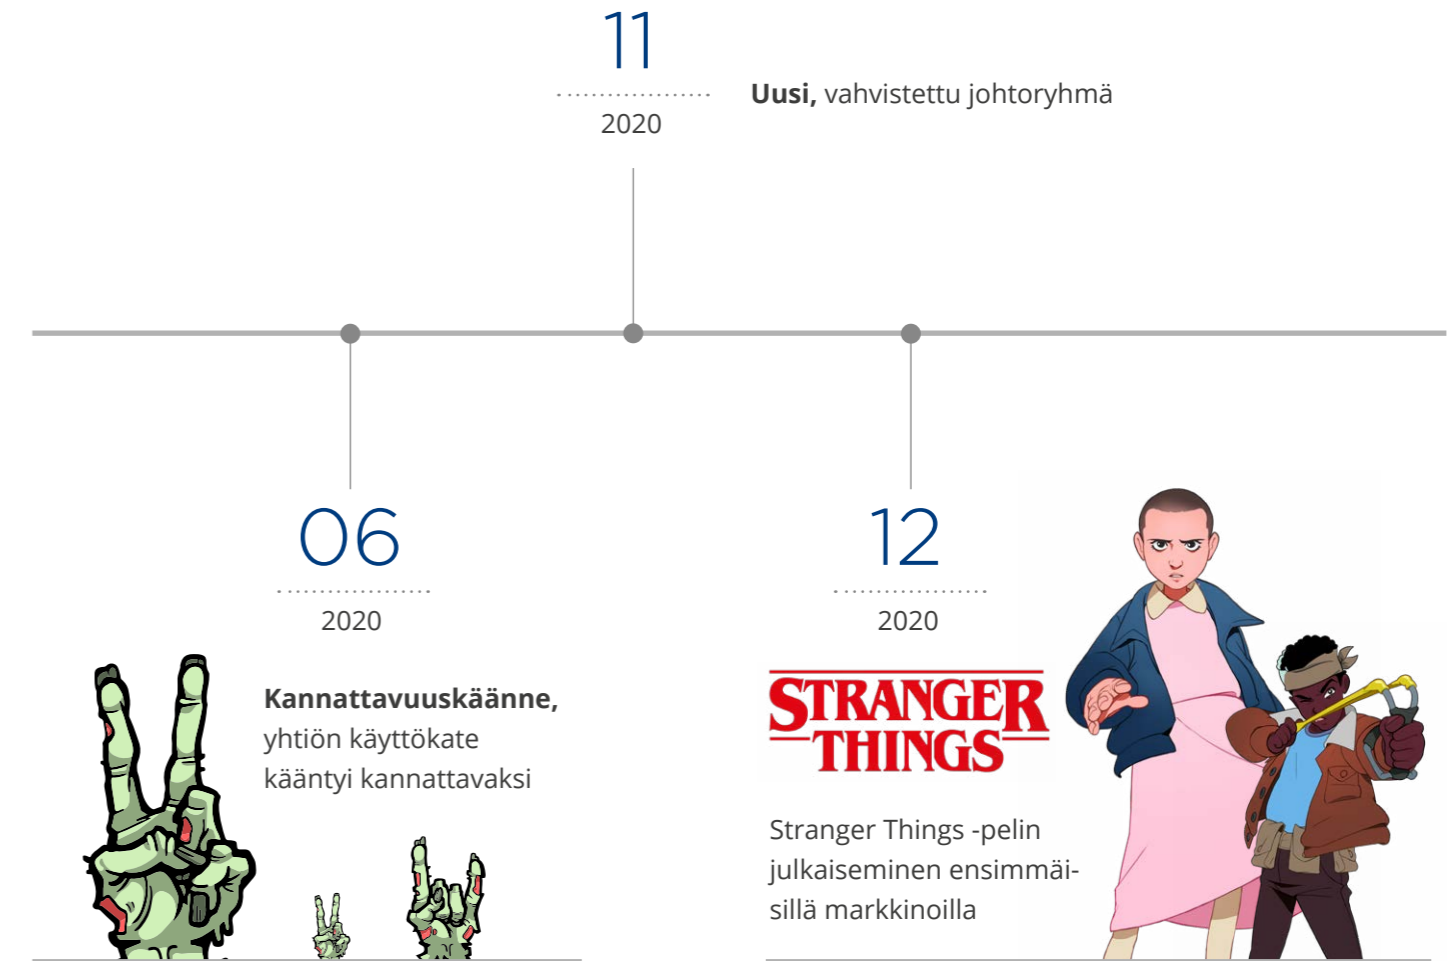 11
2020
Uusi, vahvistettu johtoryhmä
06
2020
Kannattavuuskäänne,
yhtiön käyttökate
kääntyi kannattavaksi
12
2020
STRANGER
THINGS
Stranger Things -pelin
julkaiseminen ensimmäi-
sillä markkinoilla